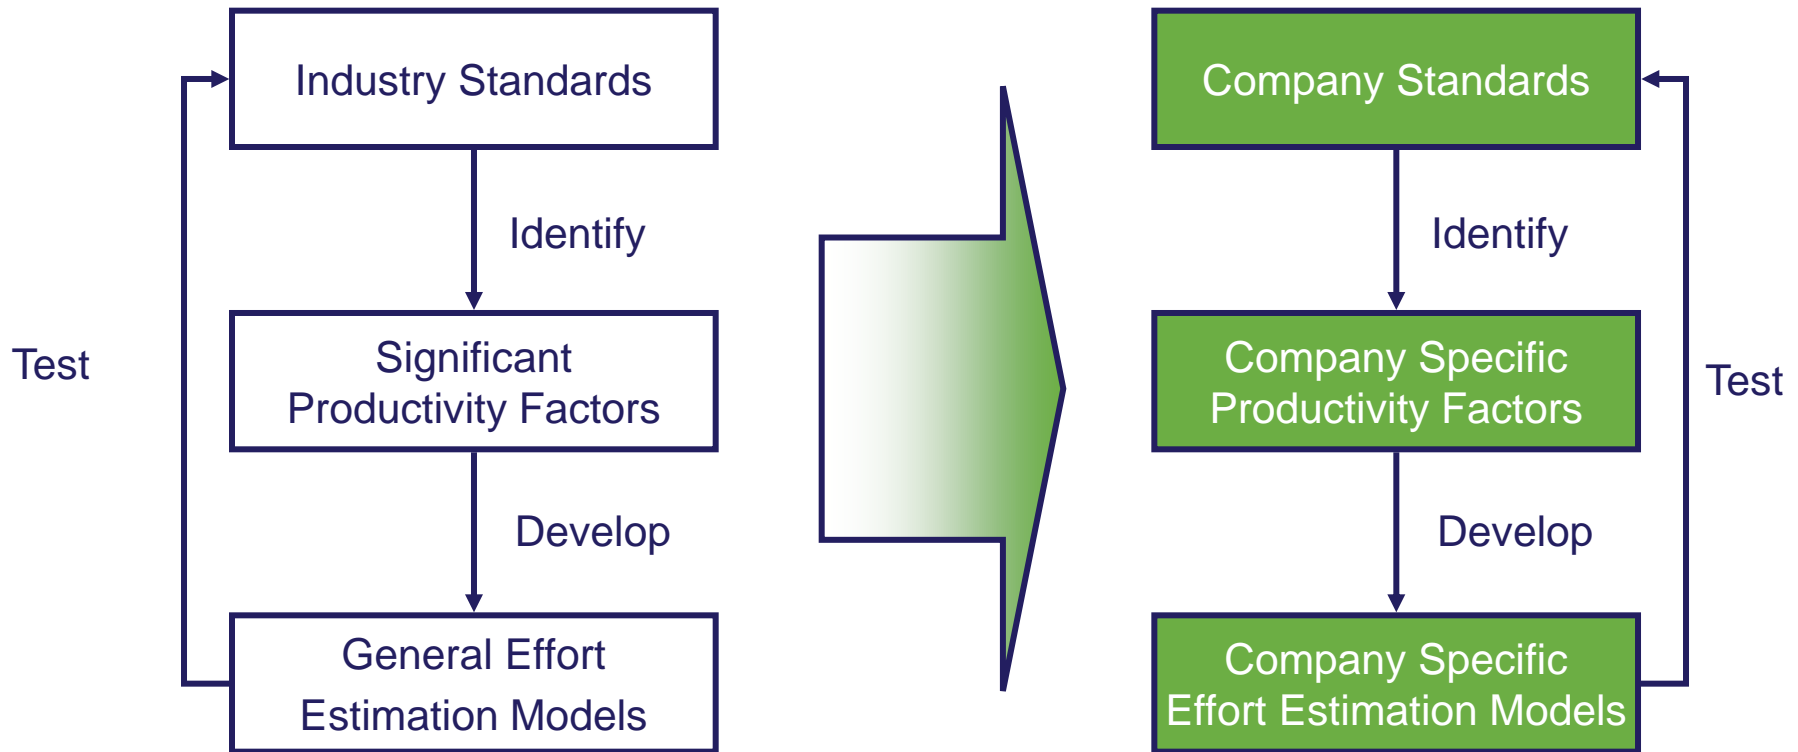 Industry Standards
Identify
Significant
Productivity Factors
Test
Develop
General Effort
Estimation Models
Company Standards
Identify
Company Specific
Productivity Factors
Test
Develop
Company Specific
Effort Estimation Models